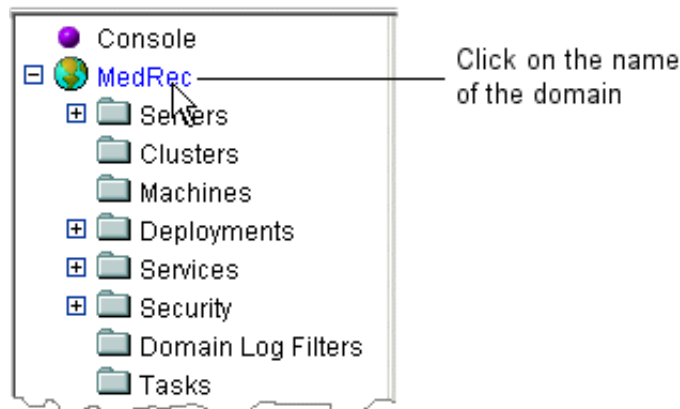 Console
MedRec
Click on the name
of the domain
Servers
Clusters
Machines
Deployments
Services
Security
Domain Log Filters
Tasks